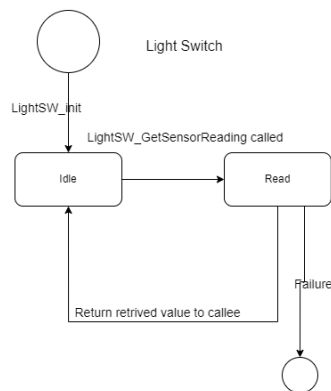 Light Switch
LightSW_init
LightSW_GetSensorReading called
Idle
Read
Failure
Return retrived value to callee